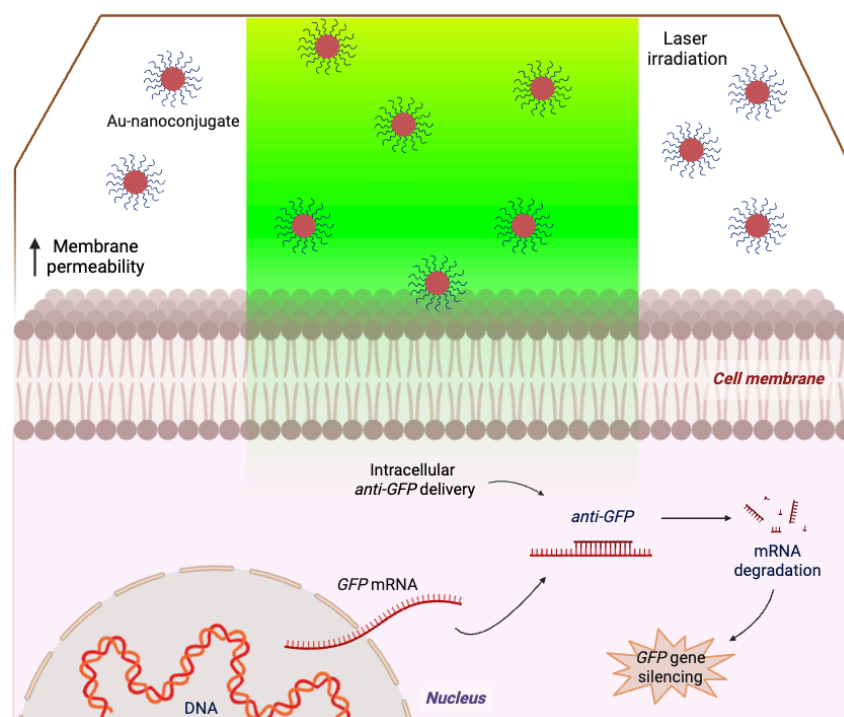 Laser
irradiation
Au-nanoconjugate
Membrane
permeability
Cell membrane
Intracellular
anti-GFP delivery
anti-GFP
mRNA
degradation
GFP mRNA
GFP gene
silencing
DNA
Nucleus